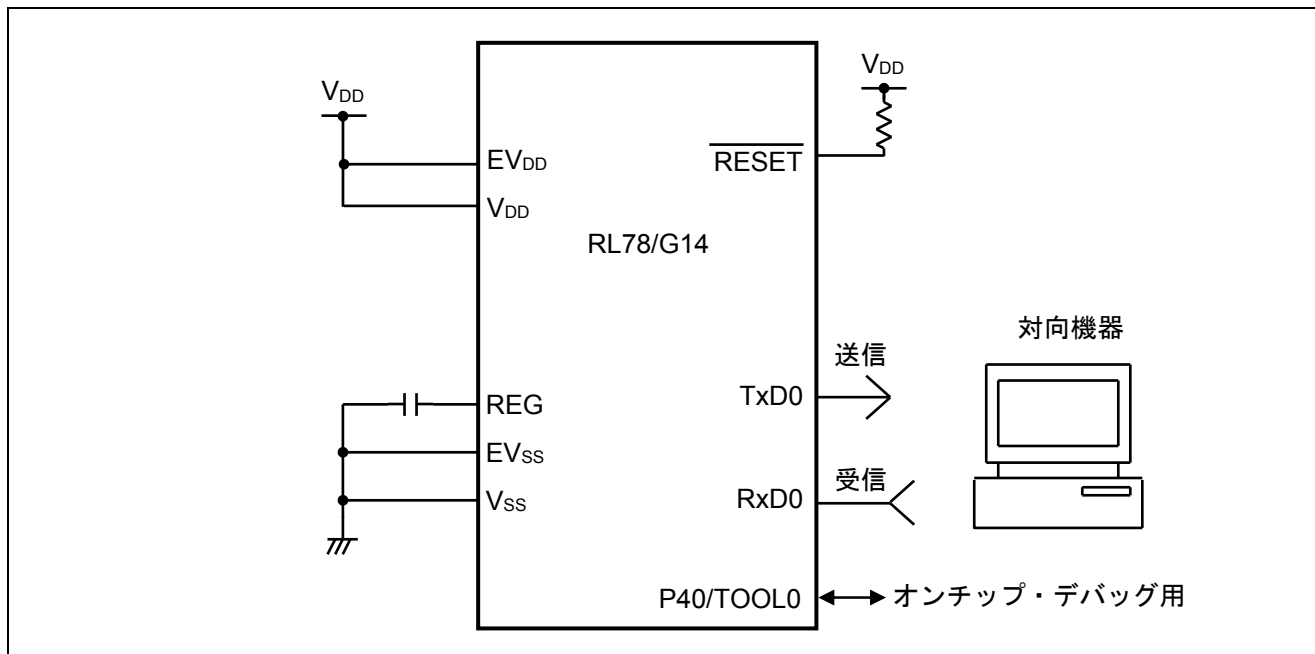 VDD
EVDD
VDD
REG
EVSS
VSS
RL78/G14
VDD
RESET
TxD0
送信
RxD0
受信
P40/TOOL0
オンチップ・デバッグ用
対向機器